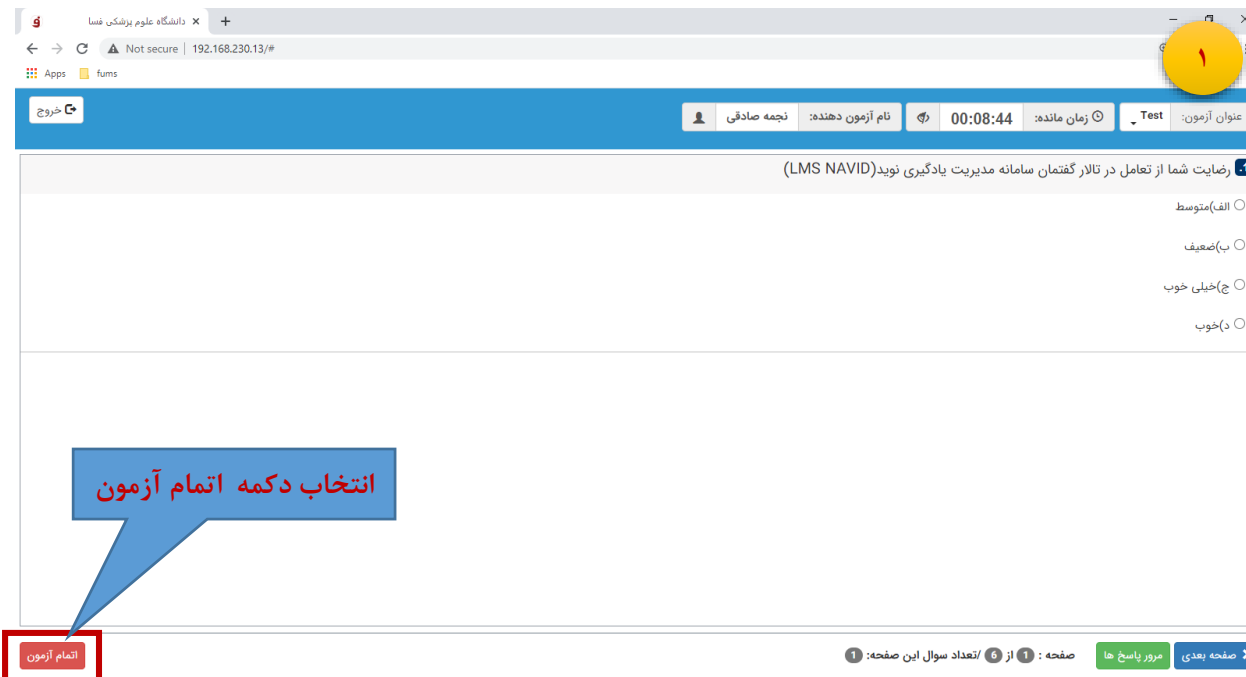 دانشگاه علوم پزشکی فسا
Not secure | 192.168.230.13/#
Apps fums
۱
عنوان آزمون: Test زمان مانده: 00:08:44 نام آزمون دهنده: نجمه صادقی
خروج
رضایت شما از تعامل در تالار گفتمان سامانه مدیریت یادگیری نوید(LMS NAVID)
الف)متوسط
ب)ضعیف
ج)خیلی خوب
د)خوب
انتخاب دکمه اتمام آزمون
صفحه بعدی مرور پاسخ ها صفحه : 1 از 6 /تعداد سوال این صفحه: 1
اتمام آزمون